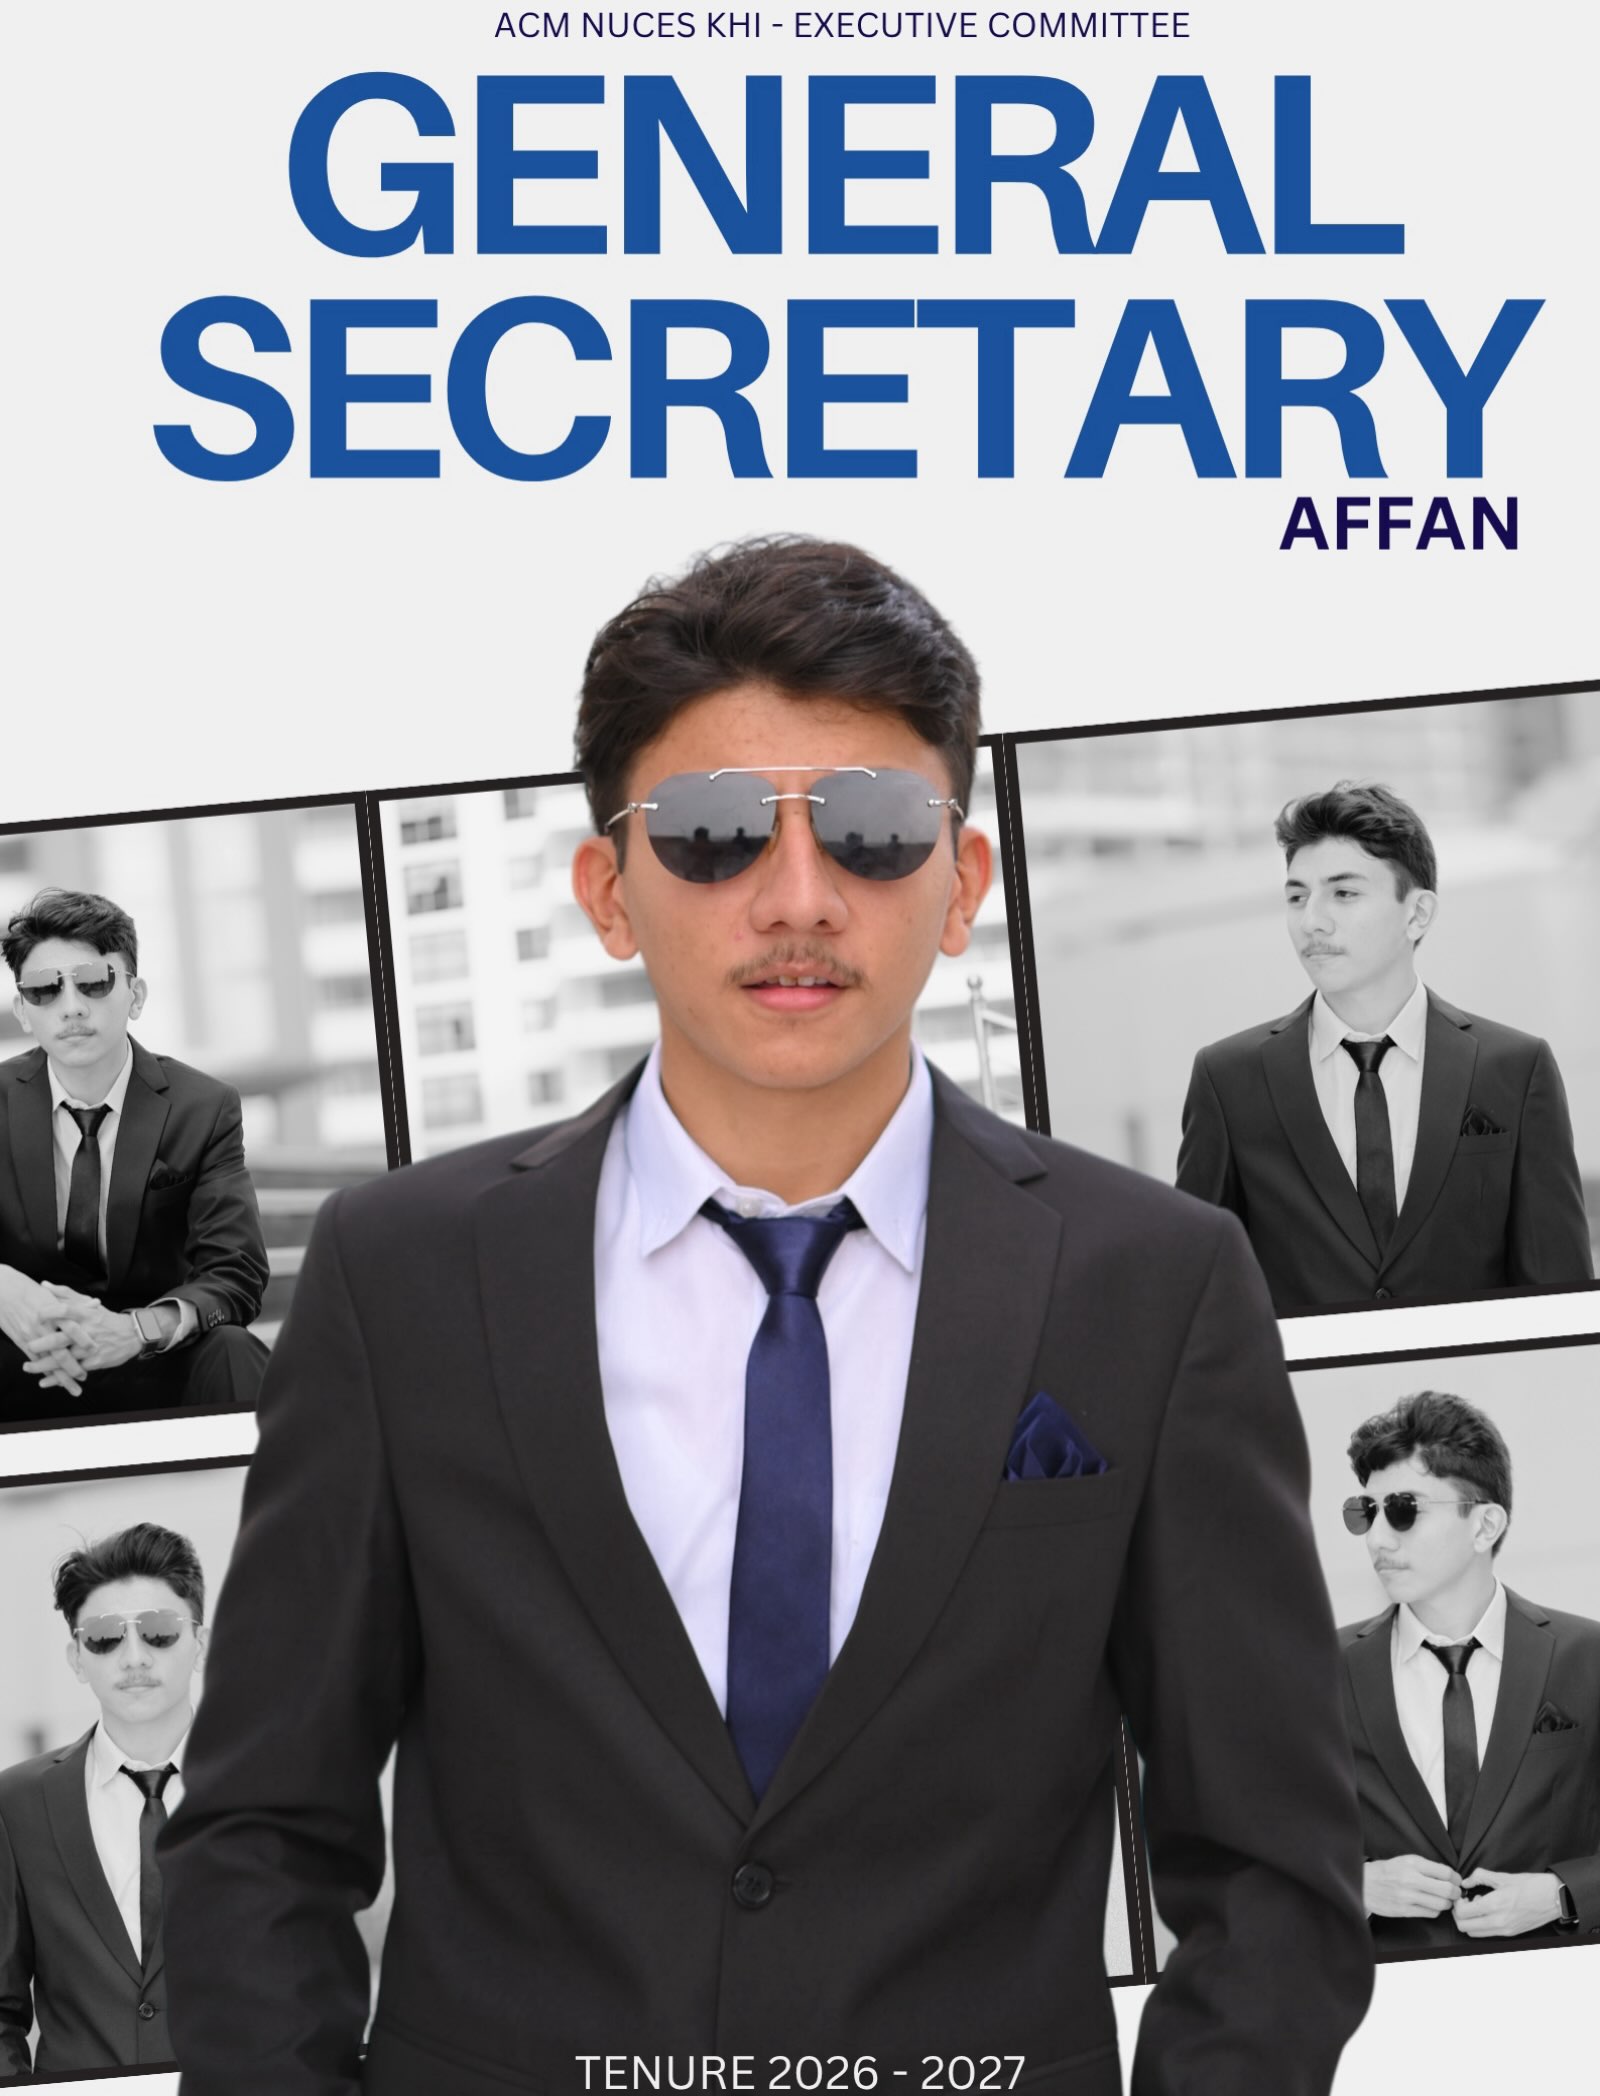 ACM NUCES KHI - EXECUTIVE COMMITTEE
GENERAL
SECRETARY
AFFAN
TENURE 2026 - 2027